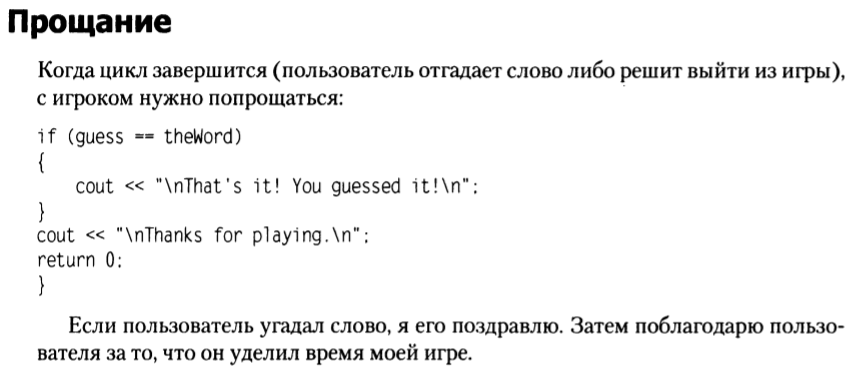 Прощание
Когда цикл завершится (пользователь отгадает слово либо решит выйти из игры),
с игроком нужно попрощаться:
if (guess == theWord)
{
    cout << "\nThat's it! You guessed it!\n";
}
cout << "\nThanks for playing.\n";
return 0;
}
Если пользователь угадал слово, я его поздравлю. Затем поблагодарю пользо-
вателя за то, что он уделил время моей игре.